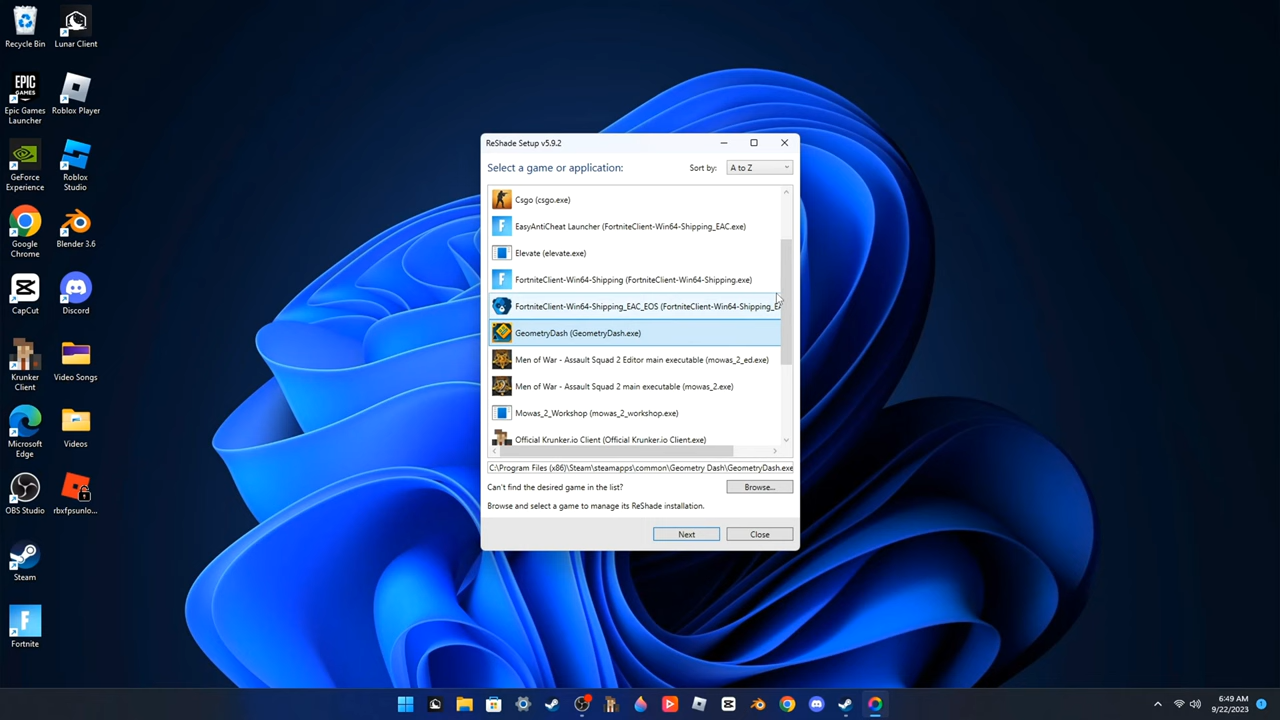 Recycle Bin
Lunar Client
EPIC GAMES
Epic Games Launcher
Roblox Player
GeForce Experience
Roblox Studio
Google Chrome
Blender 3.6
CapCut
Discord
Krunker Client
Video Songs
Microsoft Edge
Videos
OBS Studio
rbxfpsunlo...
Steam
Fortnite
ReShade Setup v5.9.2
Select a game or application:
Sort by:
A to Z
Csgo (csgo.exe)
EasyAntiCheat Launcher (FortniteClient-Win64-Shipping_EAC.exe)
Elevate (elevate.exe)
FortniteClient-Win64-Shipping (FortniteClient-Win64-Shipping.exe)
FortniteClient-Win64-Shipping_EAC_EOS (FortniteClient-Win64-Shipping_EA
GeometryDash (GeometryDash.exe)
Men of War - Assault Squad 2 Editor main executable (mowas_2_ed.exe)
Men of War - Assault Squad 2 main executable (mowas_2.exe)
Mowas_2_Workshop (mowas_2_workshop.exe)
Official Krunker.io Client (Official Krunker.io Client.exe)
C:\Program Files (x86)\Steam\steamapps\common\Geometry Dash\GeometryDash.exe
Can't find the desired game in the list?
Browse...
Browse and select a game to manage its ReShade installation.
Next
Close
6:49 AM
9/22/2023